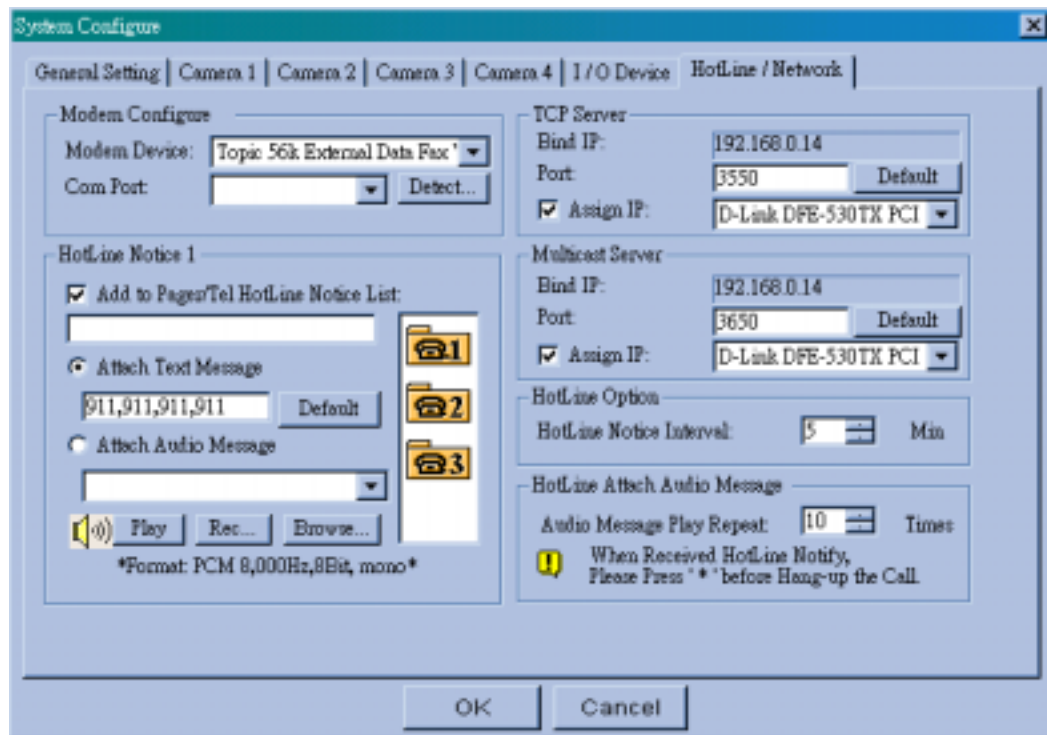 System Configure
General Setting
Camera 1
Camera 2
Camera 3
Camera 4
I / O Device
HotLine / Network
Modem Configure
Modem Device:
Topic 56k External Data Fax
Com Port:
Detect...
HotLine Notice 1
Add to Pager/Tel HotLine Notice List:
Attach Text Message
911,911,911,911
Default
Attach Audio Message
Play
Rec...
Browse...
*Format: PCM 8,000Hz,8Bit, mono*
1
2
3
TCP Server
Bind IP:
192.168.0.14
Port:
3550
Default
Assign IP:
D-Link DFE-530TX PCI
Multicast Server
Bind IP:
192.168.0.14
Port:
3650
Default
Assign IP:
D-Link DFE-530TX PCI
HotLine Option
HotLine Notice Interval:
5
Min
HotLine Attach Audio Message
Audio Message Play Repeat:
10
Times
When Received HotLine Notify,
Please Press " * " before Hang-up the Call.
OK
Cancel